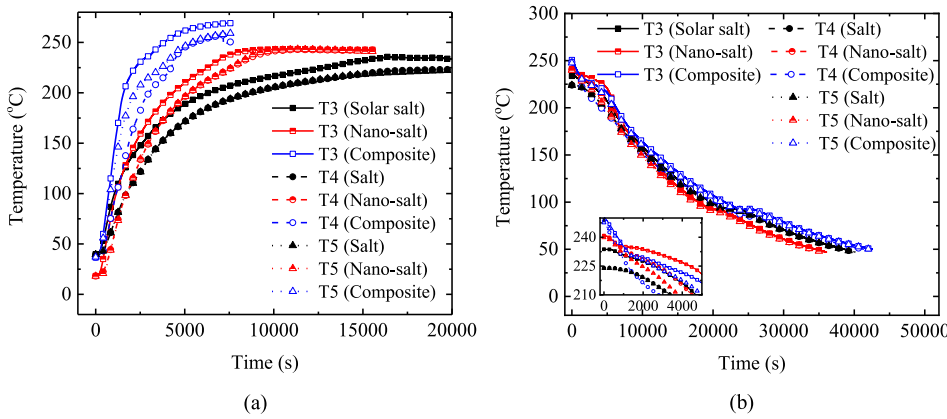 300
250
200
150
100
50
0
Temperature (°C)
T3 (Solar salt)
T3 (Nano-salt)
T3 (Composite)
T4 (Salt)
T4 (Nano-salt)
T4 (Composite)
T5 (Salt)
T5 (Nano-salt)
T5 (Composite)
0 5000 10000 15000 20000
Time (s)
(a)
250
200
150
100
50
0
Temperature (°C)
T3 (Solar salt)
T3 (Nano-salt)
T3 (Composite)
T4 (Salt)
T4 (Nano-salt)
T4 (Composite)
T5 (Salt)
T5 (Nano-salt)
T5 (Composite)
240
225
210
0 2000 4000
0 10000 20000 30000 40000 50000
Time (s)
(b)